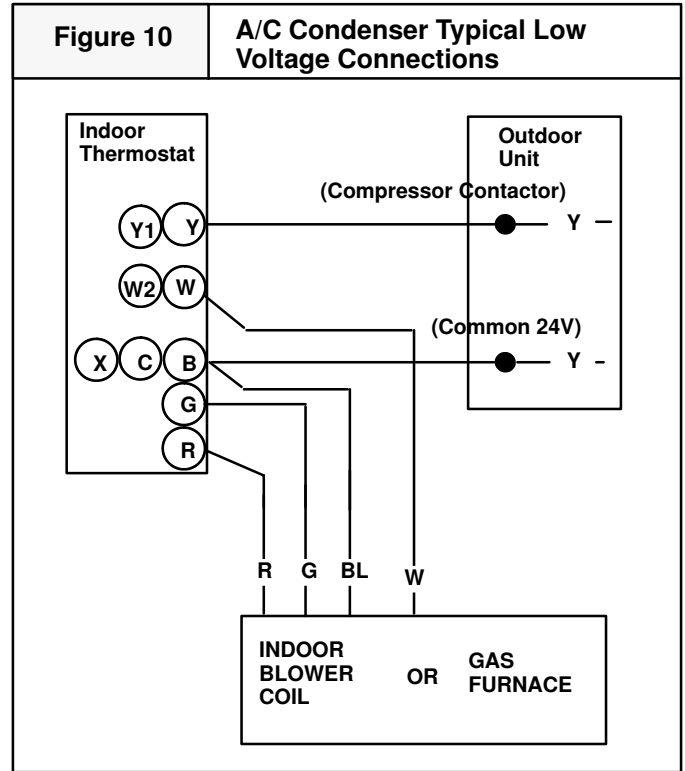 Figure 10
A/C Condenser Typical Low
Voltage Connections
Indoor
Thermostat
Outdoor
Unit
(Compressor Contactor)
Y1 Y
Y –
W2 W
(Common 24V)
X C B
Y -
G
R
R G BL W
INDOOR
BLOWER
COIL
OR
GAS
FURNACE